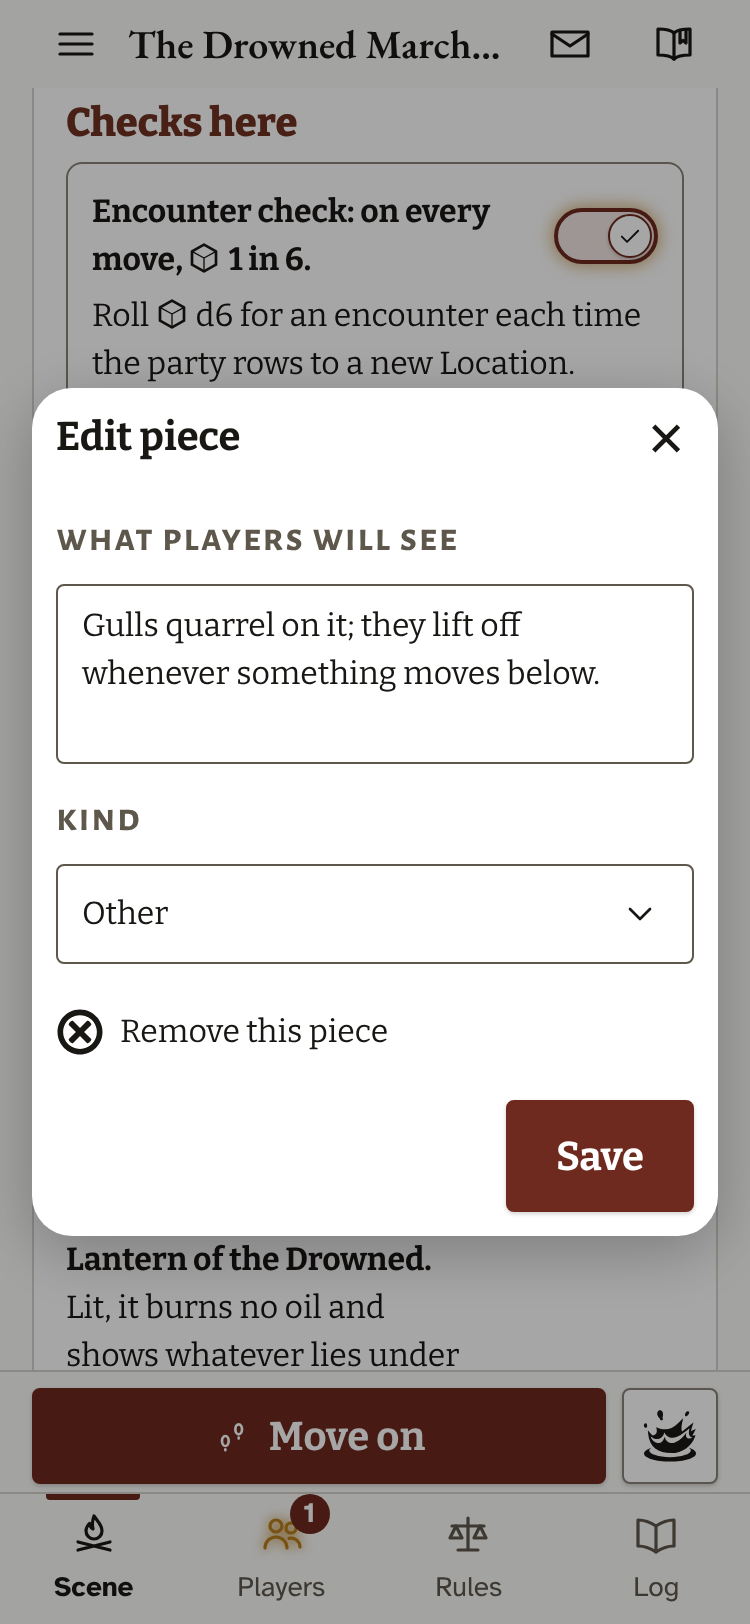 The Drowned March...
Checks here
Encounter check: on every
move, 1 in 6.
Roll d6 for an encounter each time
the party rows to a new Location.
Edit piece
WHAT PLAYERS WILL SEE
Gulls quarrel on it; they lift off
whenever something moves below.
KIND
Other
Remove this piece
Save
Lantern of the Drowned.
Lit, it burns no oil and
shows whatever lies under
Move on
1
Scene
Players
Rules
Log